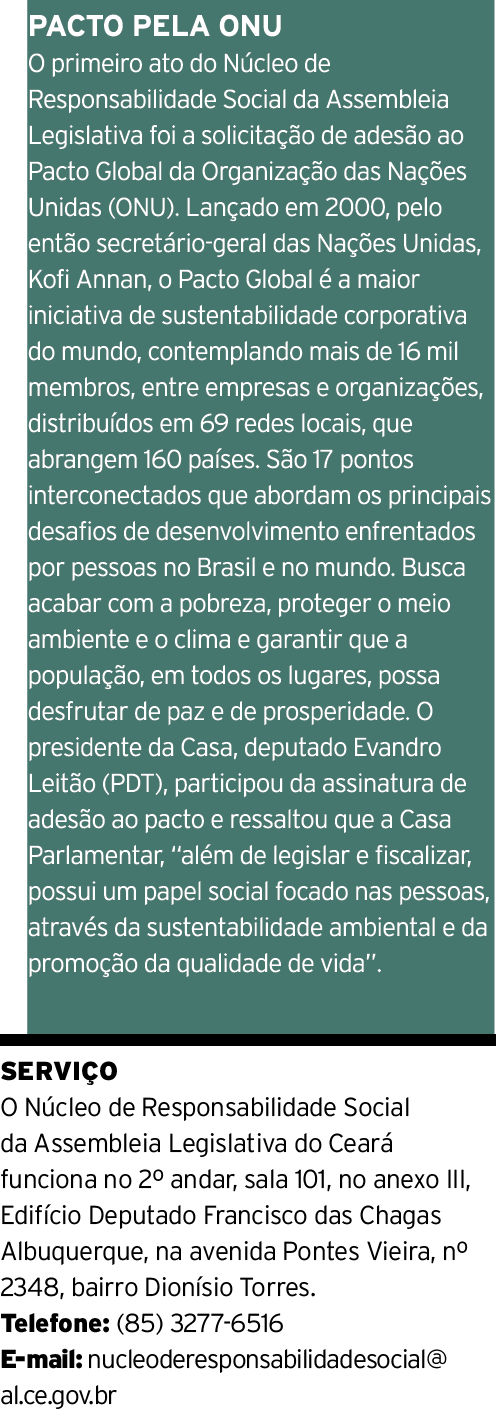 PACTO PELA ONU
O primeiro ato do Núcleo de
Responsabilidade Social da Assembleia
Legislativa foi a solicitação de adesão ao
Pacto Global da Organização das Nações
Unidas (ONU). Lançado em 2000, pelo
então secretário-geral das Nações Unidas,
Kofi Annan, o Pacto Global é a maior
iniciativa de sustentabilidade corporativa
do mundo, contemplando mais de 16 mil
membros, entre empresas e organizações,
distribuídos em 69 redes locais, que
abrangem 160 países. São 17 pontos
interconectados que abordam os principais
desafios de desenvolvimento enfrentados
por pessoas no Brasil e no mundo. Busca
acabar com a pobreza, proteger o meio
ambiente e o clima e garantir que a
população, em todos os lugares, possa
desfrutar de paz e de prosperidade. O
presidente da Casa, deputado Evandro
Leitão (PDT), participou da assinatura de
adesão ao pacto e ressaltou que a Casa
Parlamentar, “além de legislar e fiscalizar,
possui um papel social focado nas pessoas,
através da sustentabilidade ambiental e da
promoção da qualidade de vida”.
SERVIÇO
O Núcleo de Responsabilidade Social
da Assembleia Legislativa do Ceará
funciona no 2º andar, sala 101, no anexo III,
Edifício Deputado Francisco das Chagas
Albuquerque, na avenida Pontes Vieira, nº
2348, bairro Dionísio Torres.
Telefone: (85) 3277-6516
E-mail: nucleoderesponsabilidadesocial@
al.ce.gov.br